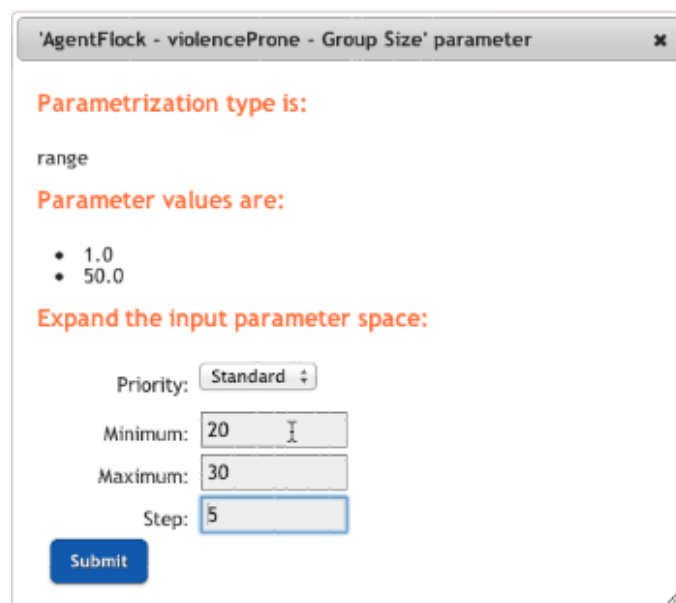 'AgentFlock - violenceProne - Group Size' parameter
Parametrization type is:
range
Parameter values are:
• 1.0
• 50.0
Expand the input parameter space:
Priority: Standard
Minimum: 20
Maximum: 30
Step: 5
Submit